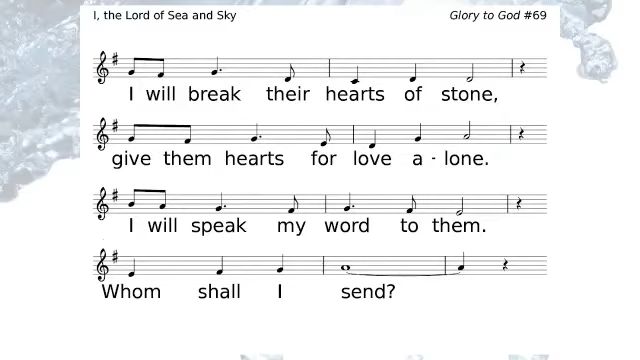 I, the Lord of Sea and Sky Glory to God #69
I will break their hearts of stone,
give them hearts for love a - lone.
I will speak my word to them.
Whom shall I send?